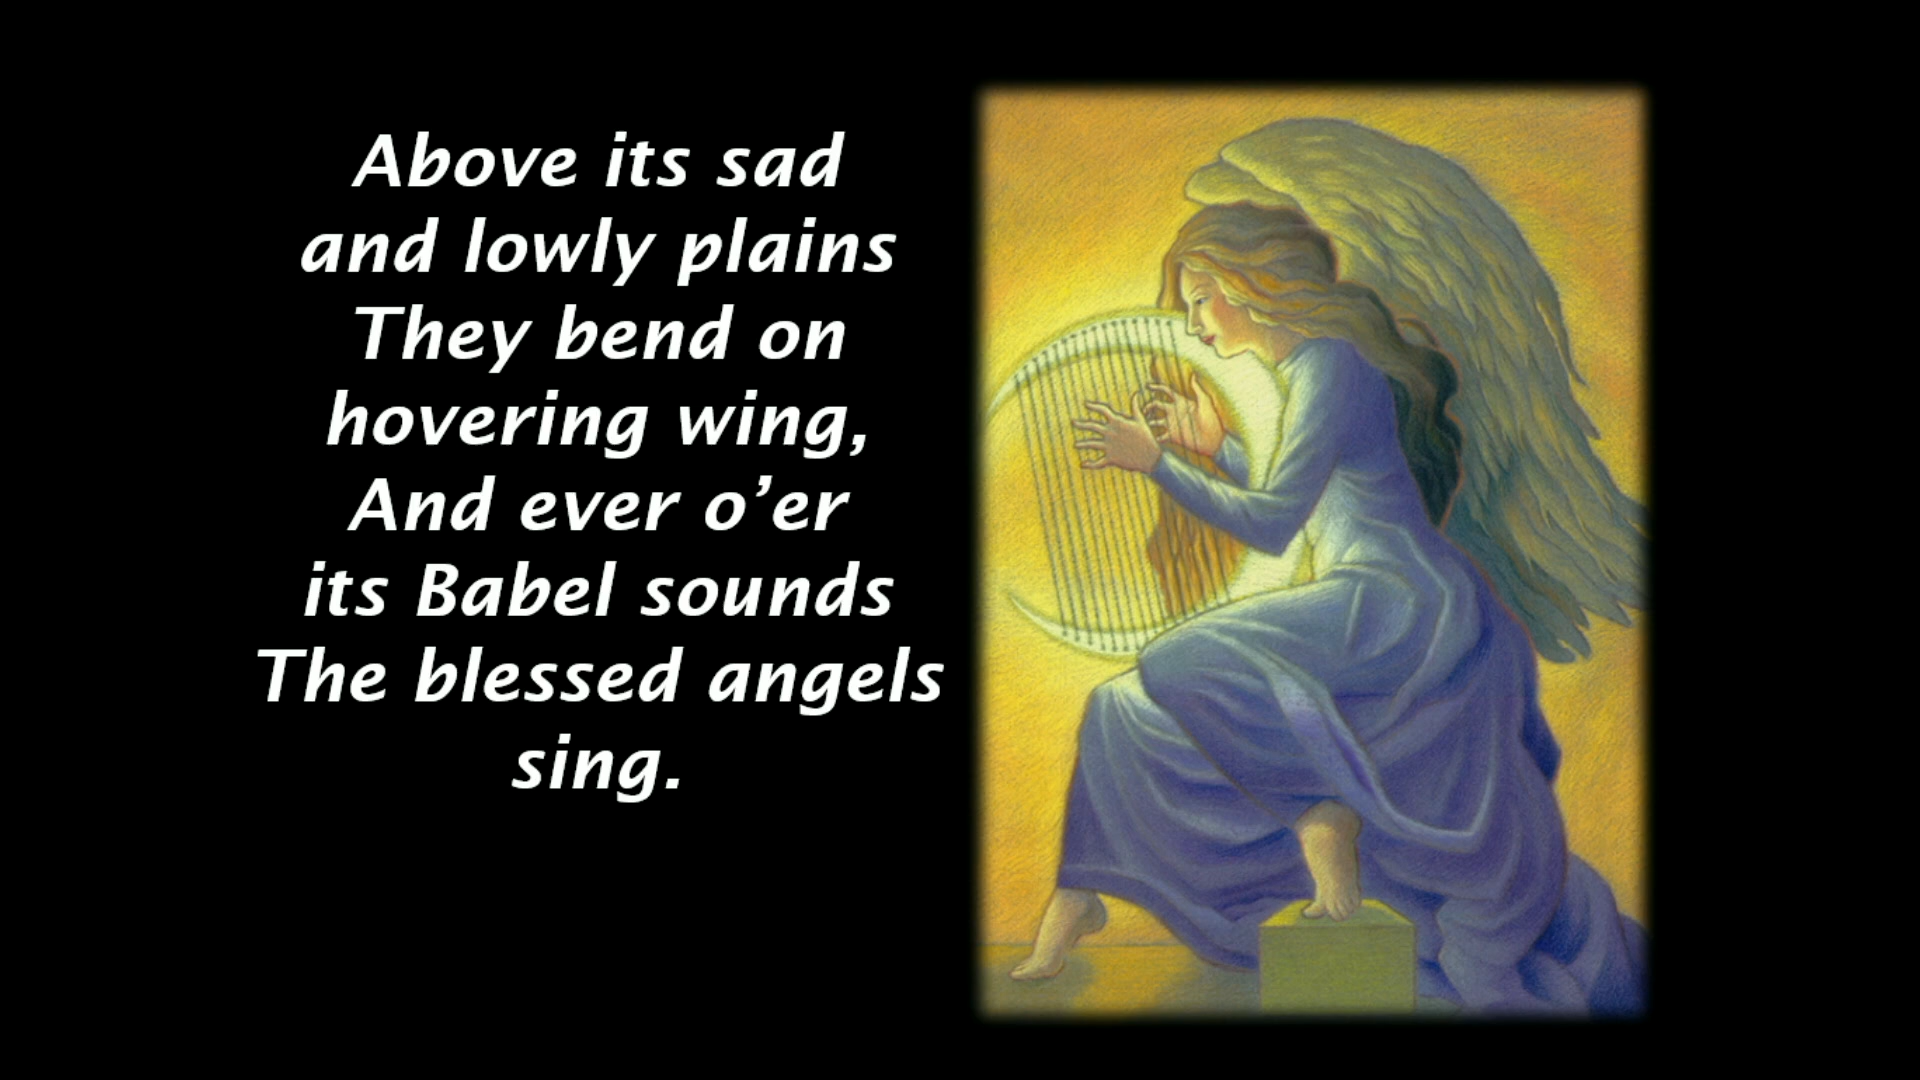 Above its sad
and lowly plains
They bend on
hovering wing,
And ever o’er
its Babel sounds
The blessed angels
sing.